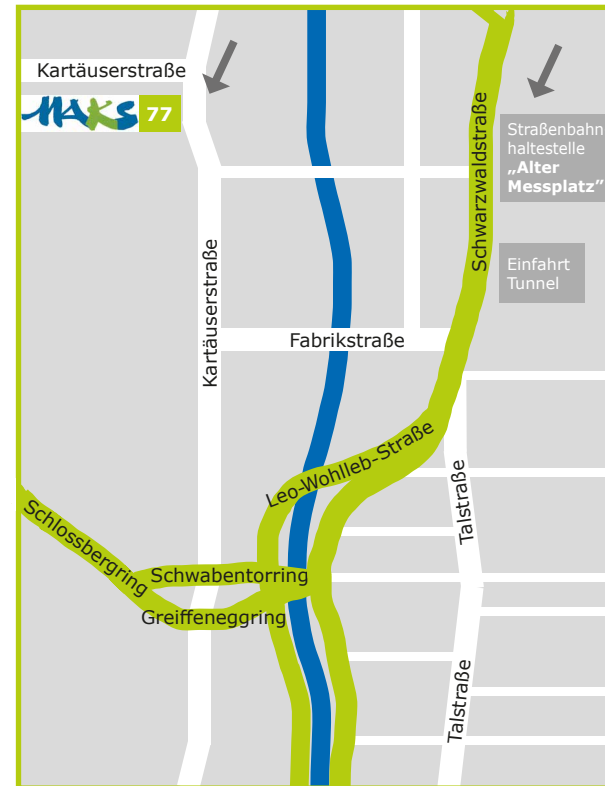 Kartäuserstraße
MAKS 77
Straßenbahn
haltestelle
„Alter
Messplatz”
Schwarzwaldstraße
Einfahrt
Tunnel
Kartäuserstraße
Fabrikstraße
Leo-Wohlleb-Straße
Talstraße
Schlossbergring
Schwabentorring
Greiffeneggring
Talstraße